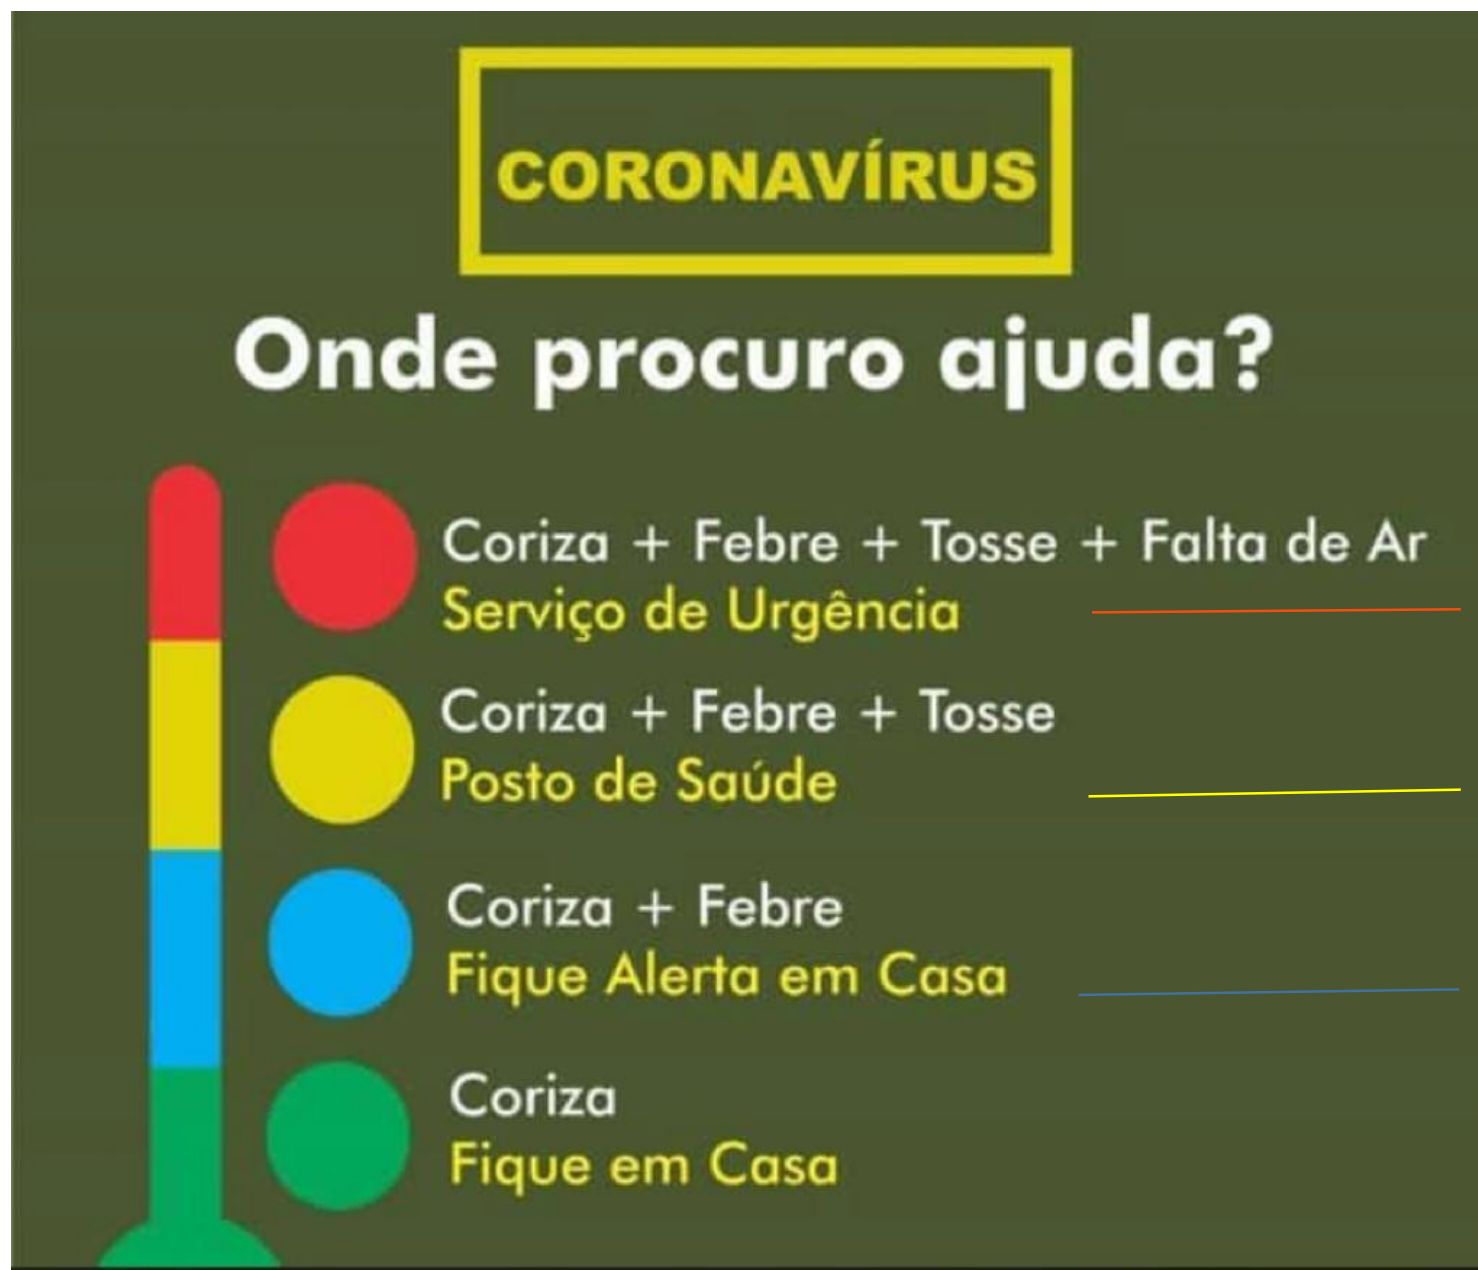 CORONAVÍRUS
Onde procuro ajuda?
Coriza + Febre + Tosse + Falta de Ar
Serviço de Urgência
Coriza + Febre + Tosse
Posto de Saúde
Coriza + Febre
Fique Alerta em Casa
Coriza
Fique em Casa